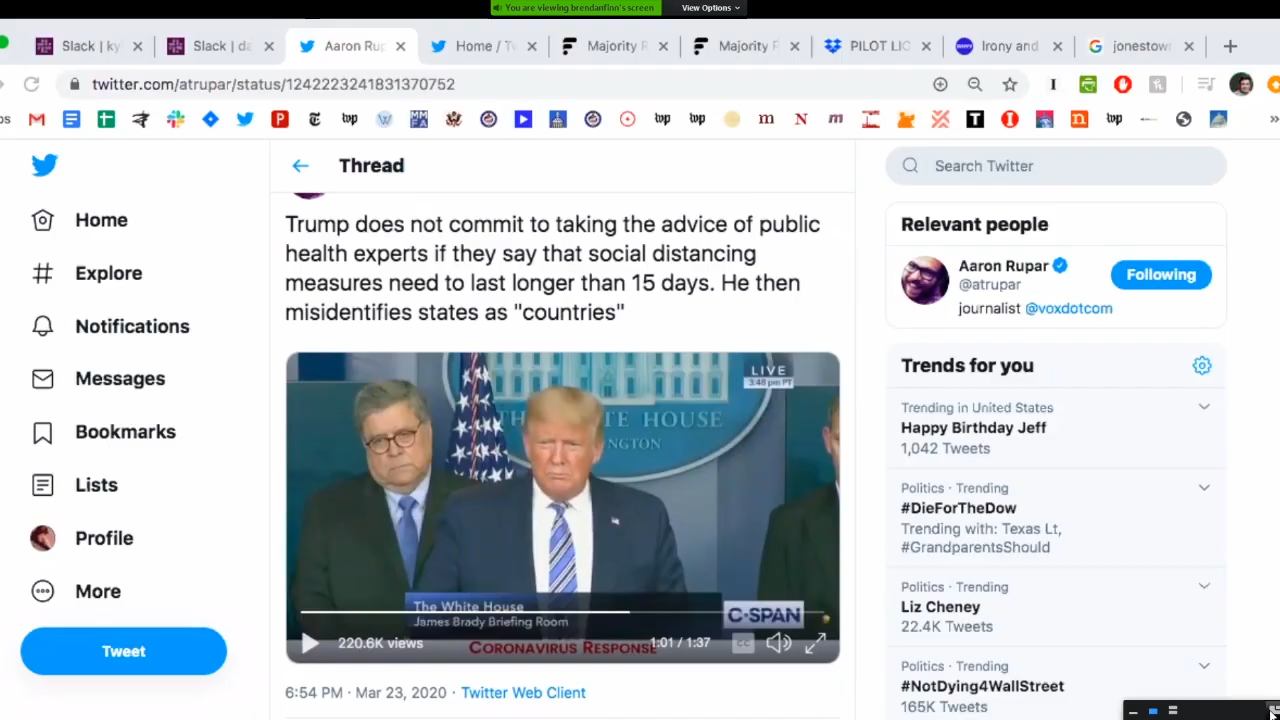 You are viewing brendanfinn's screen
View Options
Slack | ky
Slack | da
Aaron Rup
Home / Tw
Majority R
Majority R
PILOT LIC
Irony and
jonestown
twitter.com/atrupar/status/1242223241831370752
Thread
Search Twitter
Home
Explore
Notifications
Messages
Bookmarks
Lists
Profile
More
Tweet
Trump does not commit to taking the advice of public
health experts if they say that social distancing
measures need to last longer than 15 days. He then
misidentifies states as "countries"
LIVE
3:48 pm PT
THE WHITE HOUSE
NGTON
The White House
James Brady Briefing Room
C-SPAN
220.6K views
CORONAVIRUS RESPONSE
1:01 / 1:37
6:54 PM · Mar 23, 2020 · Twitter Web Client
Relevant people
Aaron Rupar
@atrupar
Following
journalist @voxdotcom
Trends for you
Trending in United States
Happy Birthday Jeff
1,042 Tweets
Politics · Trending
#DieForTheDow
Trending with: Texas Lt,
#GrandparentsShould
Politics · Trending
Liz Cheney
22.4K Tweets
Politics · Trending
#NotDying4WallStreet
165K Tweets